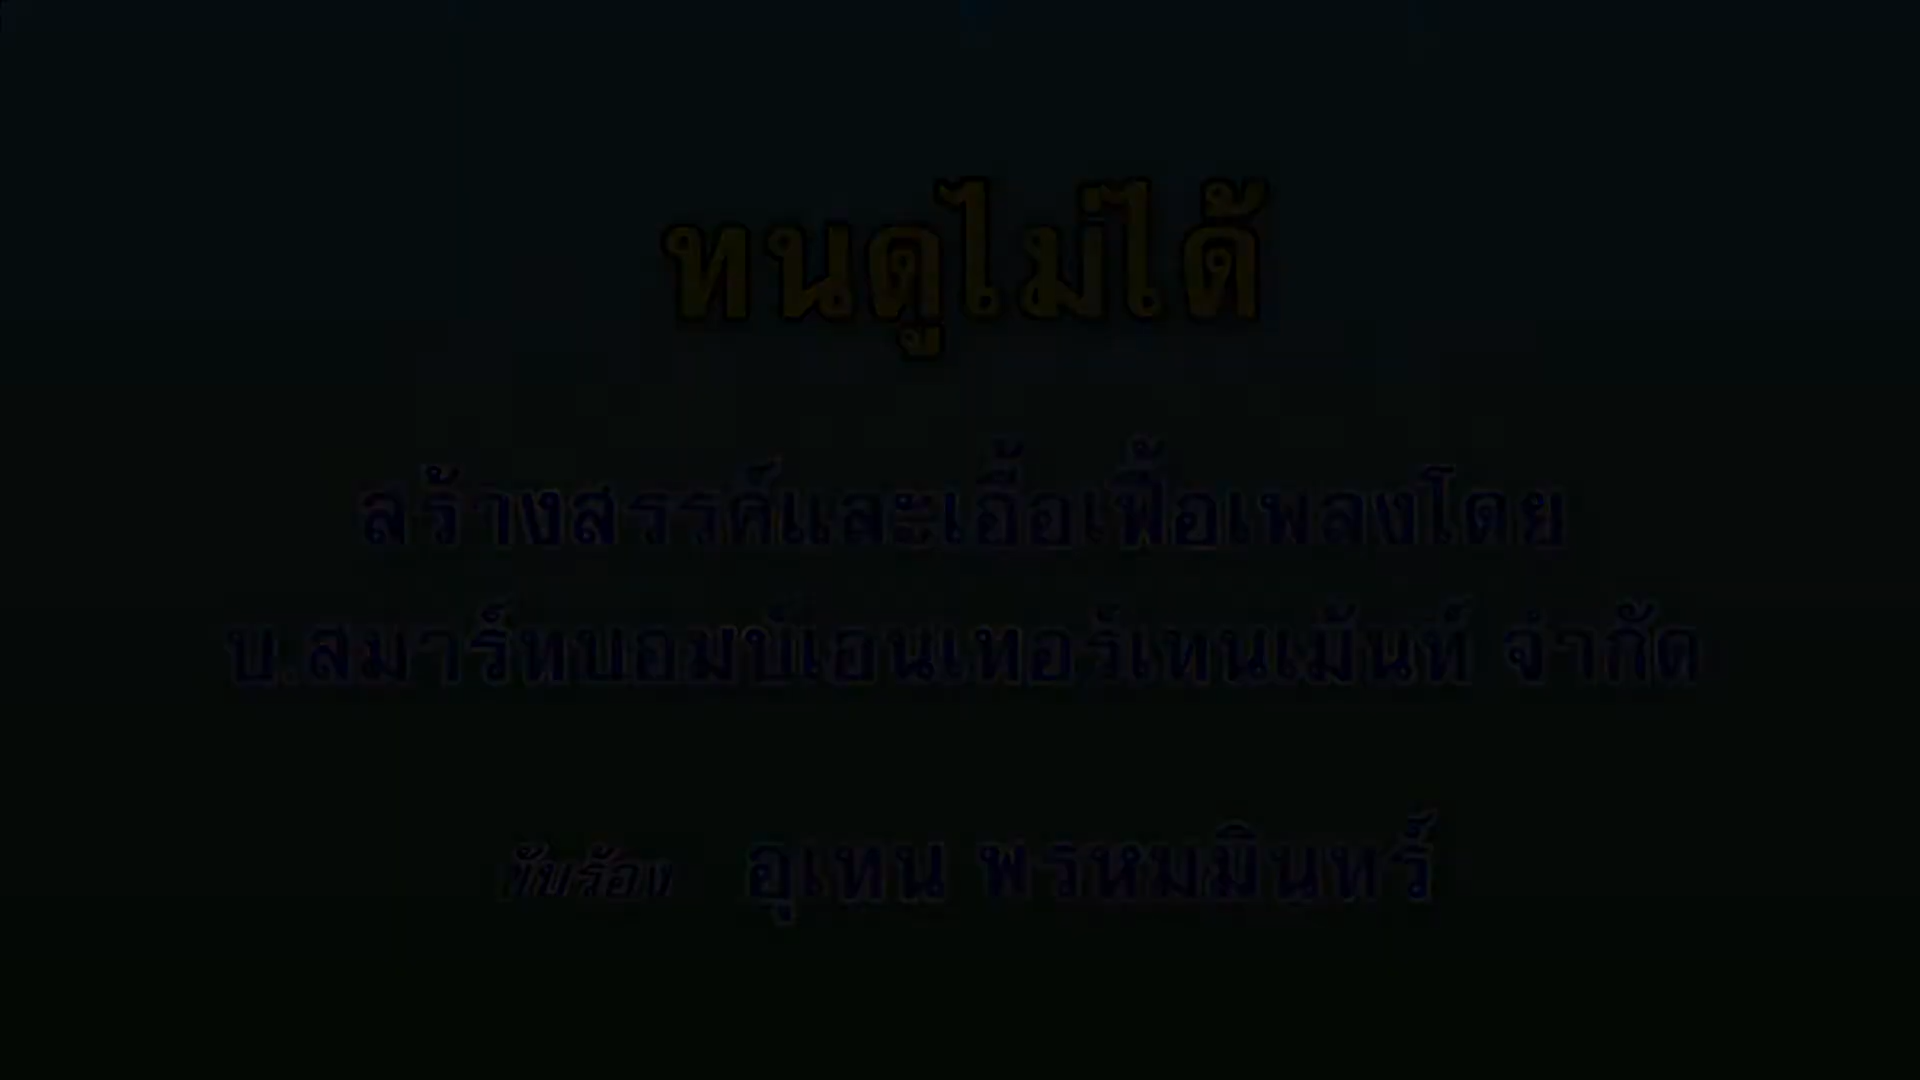 ทนดูไม่ได้
สร้างสรรค์และเอื้อเฟื้อเพลงโดย
บ.สมาร์ทบอมบ์เอนเทอร์เทนเม้นท์ จำกัด
ขับร้อง อุเทน พรหมมินทร์